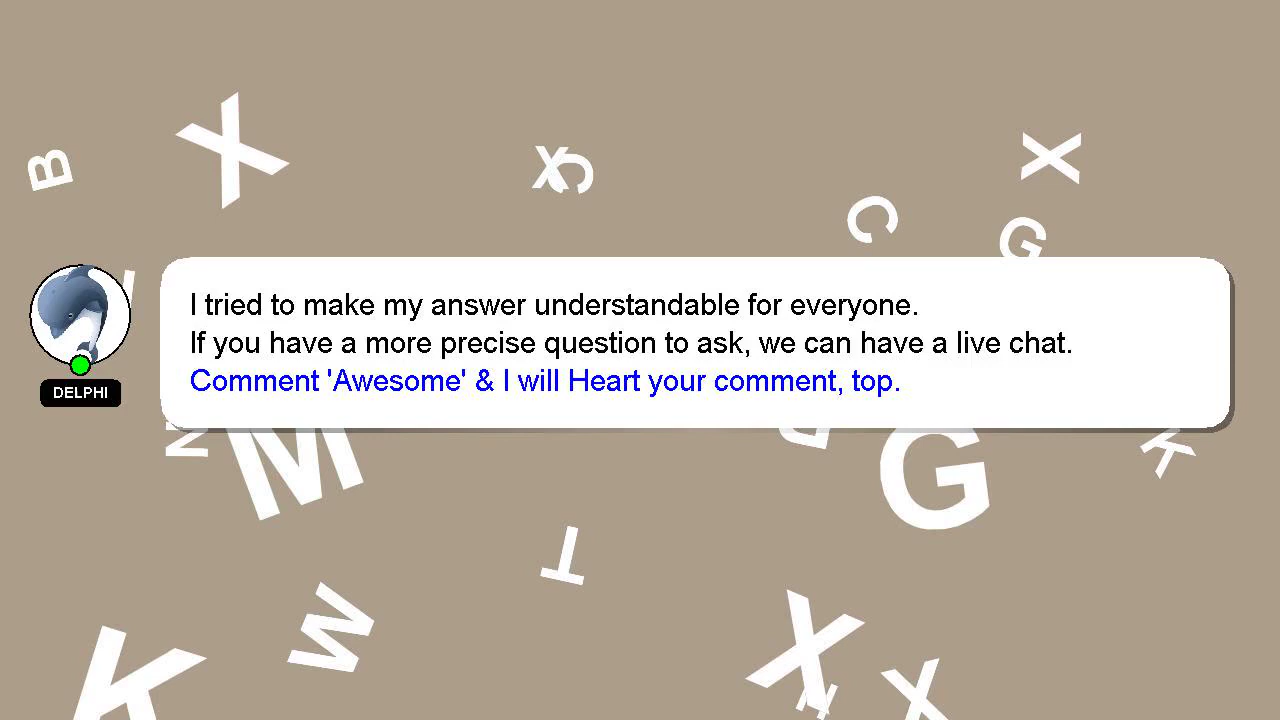 B
X
X
C
X
C
G
I tried to make my answer understandable for everyone.
If you have a more precise question to ask, we can have a live chat.
Comment 'Awesome' & I will Heart your comment, top.
DELPHI
M
G
K
T
W
X
K
X